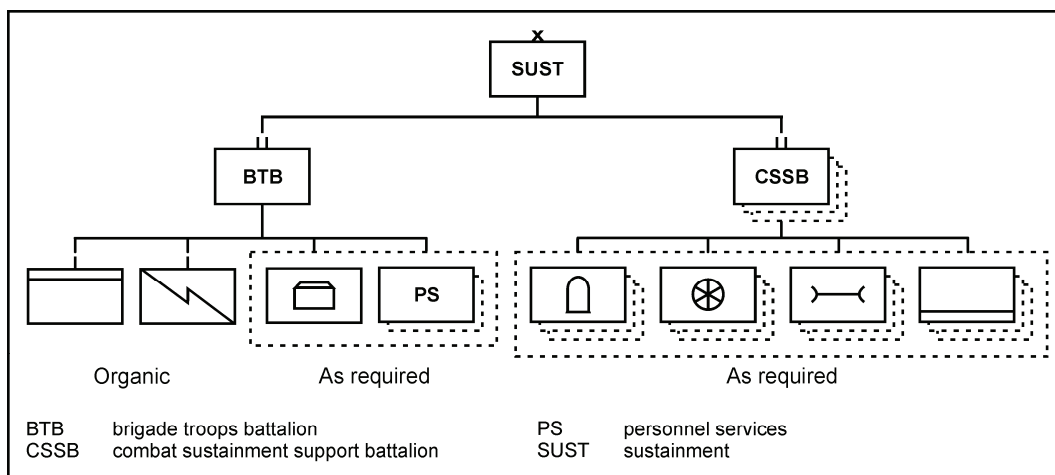 x
SUST
BTB
CSSB
PS
Organic
As required
As required
BTB brigade troops battalion
CSSB combat sustainment support battalion
PS personnel services
SUST sustainment